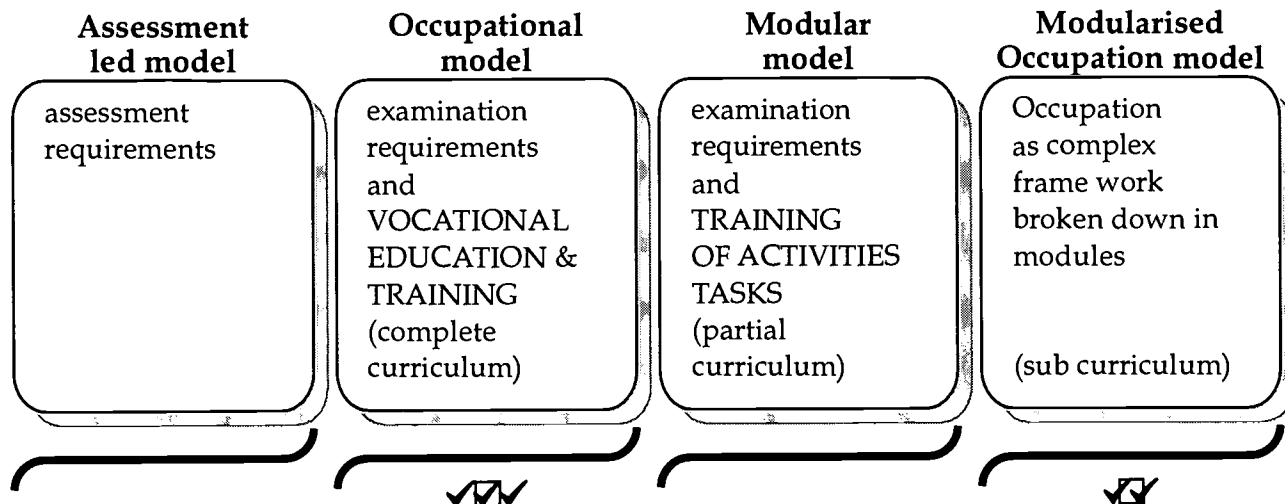 Assessment
led model
assessment
requirements
Occupational
model
examination
requirements
and
VOCATIONAL
EDUCATION &
TRAINING
(complete
curriculum)
Modular
model
examination
requirements
and
TRAINING
OF ACTIVITIES
TASKS
(partial
curriculum)
Modularised
Occupation model
Occupation
as complex
frame work
broken down in
modules
(sub curriculum)